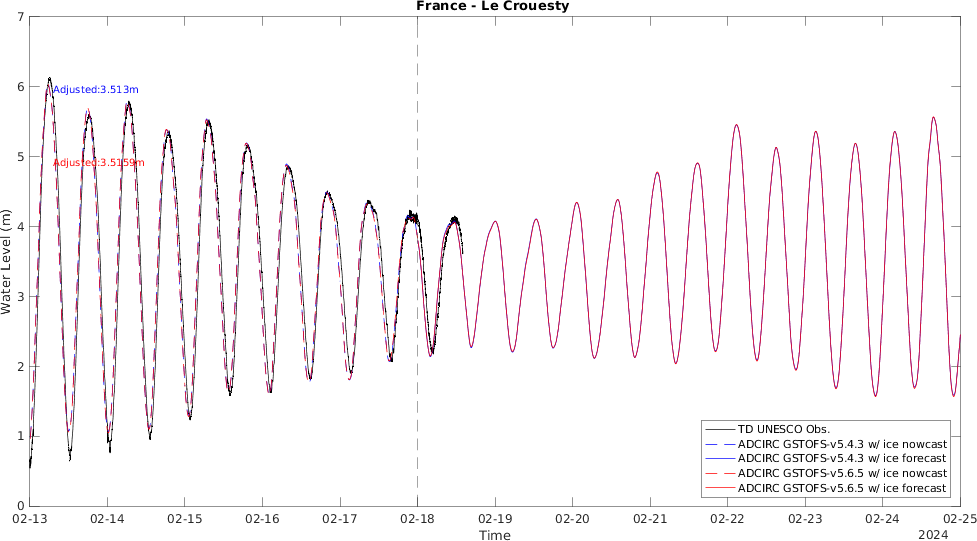 France - Le Crouesty
7
6
5
4
3
2
1
0
Water Level (m)
Adjusted:3.513m
Adjusted:3.5159m
TD UNESCO Obs.
ADCIRC GSTOFS-v5.4.3 w/ ice nowcast
ADCIRC GSTOFS-v5.4.3 w/ ice forecast
ADCIRC GSTOFS-v5.6.5 w/ ice nowcast
ADCIRC GSTOFS-v5.6.5 w/ ice forecast
02-13 02-14 02-15 02-16 02-17 02-18 02-19 02-20 02-21 02-22 02-23 02-24 02-25
Time
2024